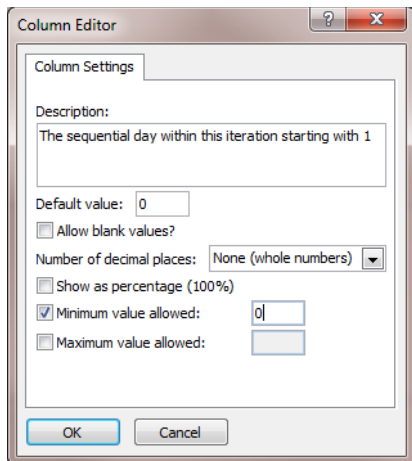 Column Editor
Column Settings
Description:
The sequential day within this iteration starting with 1
Default value: 0
Allow blank values?
Number of decimal places: None (whole numbers)
Show as percentage (100%)
Minimum value allowed: 0
Maximum value allowed:
OK Cancel